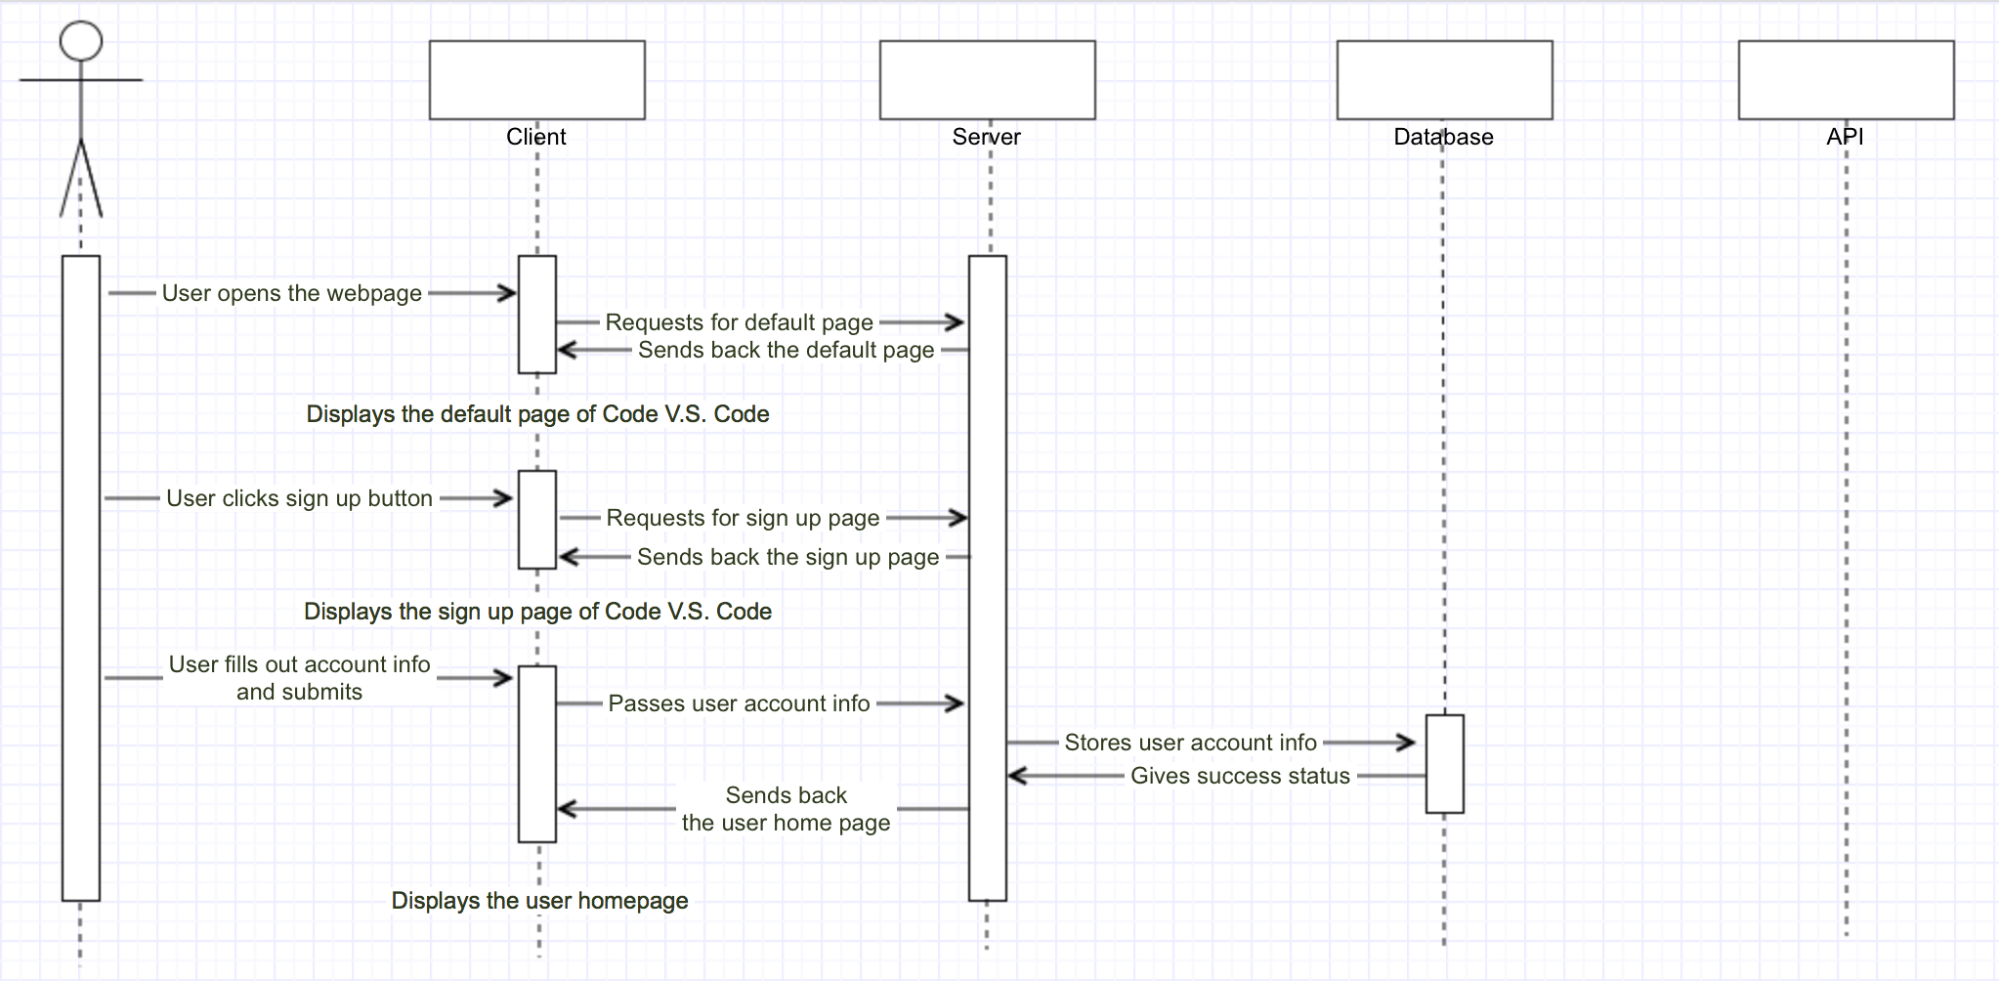 Client
Server
Database
API
User opens the webpage
Requests for default page
Sends back the default page
Displays the default page of Code V.S. Code
User clicks sign up button
Requests for sign up page
Sends back the sign up page
Displays the sign up page of Code V.S. Code
User fills out account info
and submits
Passes user account info
Stores user account info
Gives success status
Sends back
the user home page
Displays the user homepage